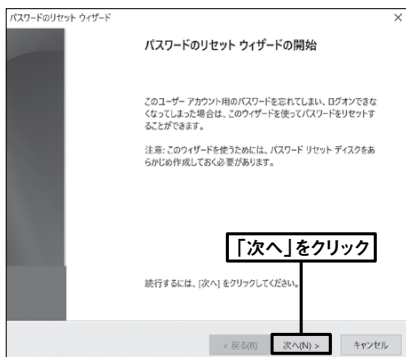 パスワードのリセット ウィザード
パスワードのリセット ウィザードの開始
このユーザー アカウント用のパスワードを忘れてしまい、ログオンできな
くなってしまった場合は、このウィザードを使ってパスワードをリセットす
ることができます。
注意: このウィザードを使うためには、パスワード リセット ディスクをあ
らかじめ作成しておく必要があります。
「次へ」をクリック
続行するには、[次へ] をクリックしてください。
< 戻る(B) 次へ(N) > キャンセル